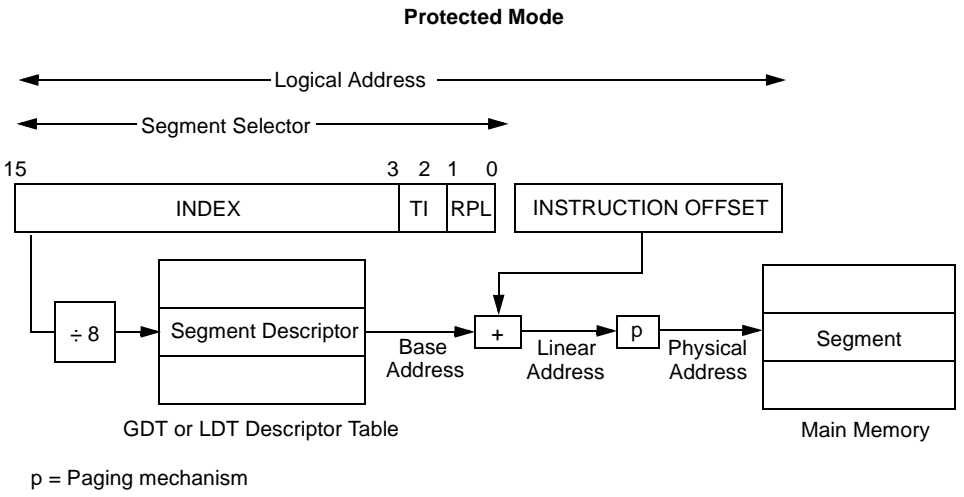 Protected Mode
Logical Address
Segment Selector
15 3 2 1 0
INDEX TI RPL INSTRUCTION OFFSET
÷ 8
Segment Descriptor
+
p
Segment
Base
Address
Linear
Address
Physical
Address
GDT or LDT Descriptor Table
Main Memory
p = Paging mechanism